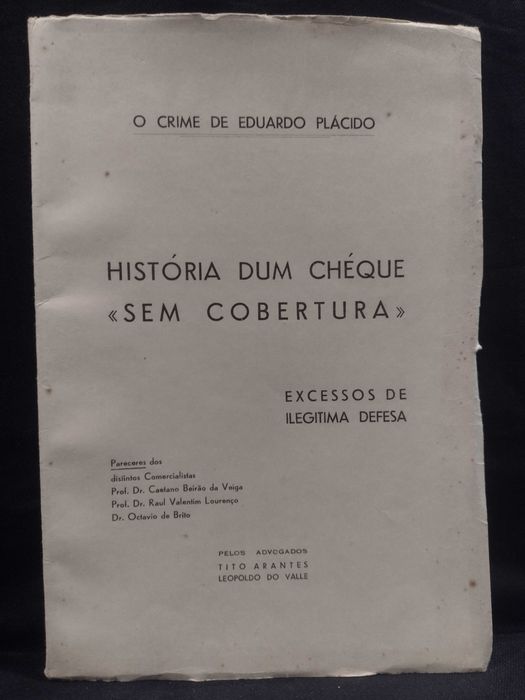 O CRIME DE EDUARDO PLÁCIDO
HISTÓRIA DUM CHÉQUE
«SEM COBERTURA»
EXCESSOS DE
ILEGITIMA DEFESA
Pareceres dos
distintos Comercialistas
Prof. Dr. Caetano Beirão da Veiga
Prof. Dr. Raul Valentim Lourenço
Dr. Octavio de Brito
PELOS ADVOGADOS
TITO ARANTES
LEOPOLDO DO VALLE